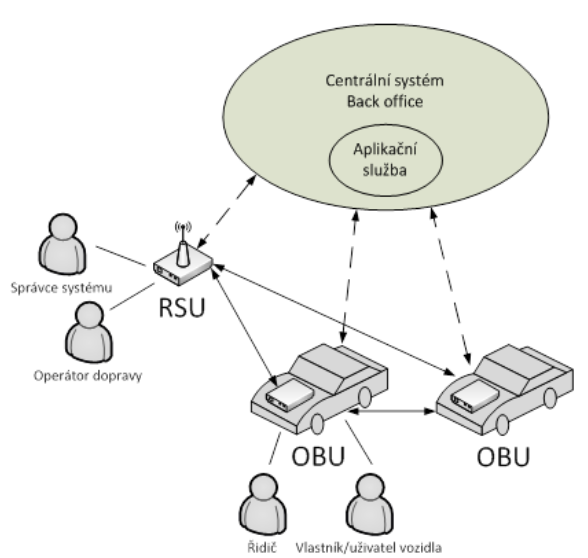 Centrální systém
Back office
Aplikační
služba
Správce systému
RSU
Operátor dopravy
OBU
OBU
Řidič
Vlastník/uživatel vozidla